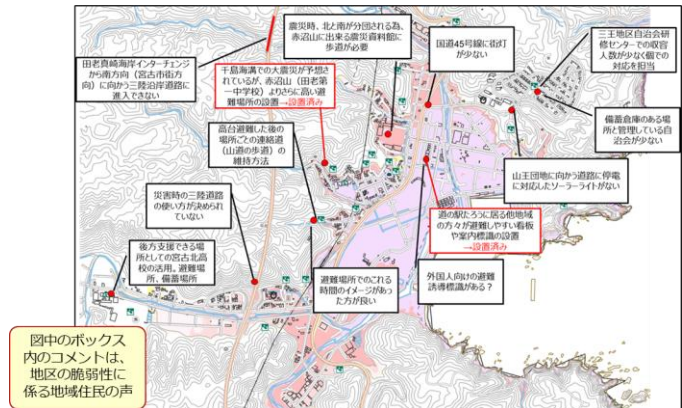 震災時、北と南が分団される為、
赤沼山に出来る震災資料館に
歩道が必要
国道45号線に街灯
が少ない
三王地区自治会研
修センターでの収容
人数が少なく個で
の対応を担当
田老真崎海岸インターチェンジ
から南方向（宮古市街方
向）に向かう三陸沿岸道路に
進入できない
千島海溝での大震災が予想さ
れているが、赤沼山（田老第
一中学校）よりさらに高い避
難場所の設置→設置済み
備蓄倉庫のある場
所と管理している自
治会が少ない
高台避難した後の
場所ごとの連絡道
（山道の歩道）の
維持方法
山王団地に向かう道路に停電
に対応したソーラーライトがない
災害時の三陸道路
の使い方が決められ
ていない
道の駅たろうに居る他地域
の方々が避難しやすい看板
や案内標識の設置
→設置済み
後方支援できる場
所としての宮古北高
校の活用。避難場
所、備蓄場所
避難場所でのこれる
時間のイメージがあっ
た方が良い
外国人向けの避難
誘導標識がある？
図中のボックス
内のコメントは、
地区の脆弱性に
係る地域住民の声